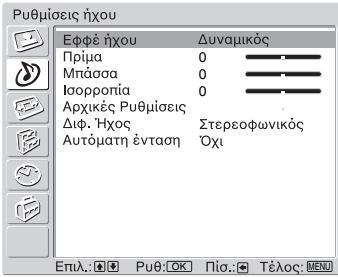 Ρυθμίσεις ήχου
Εφφέ ήχου Δυναμικός
Πρίμα 0
Μπάσσα 0
Ισορροπία 0
Αρχικές Ρυθμίσεις
Διφ. Ήχος Στερεοφωνικός
Αυτόματη ένταση Όχι
Επιλ.: Ρυθ: OK Πίσ.: Τέλος: MENU